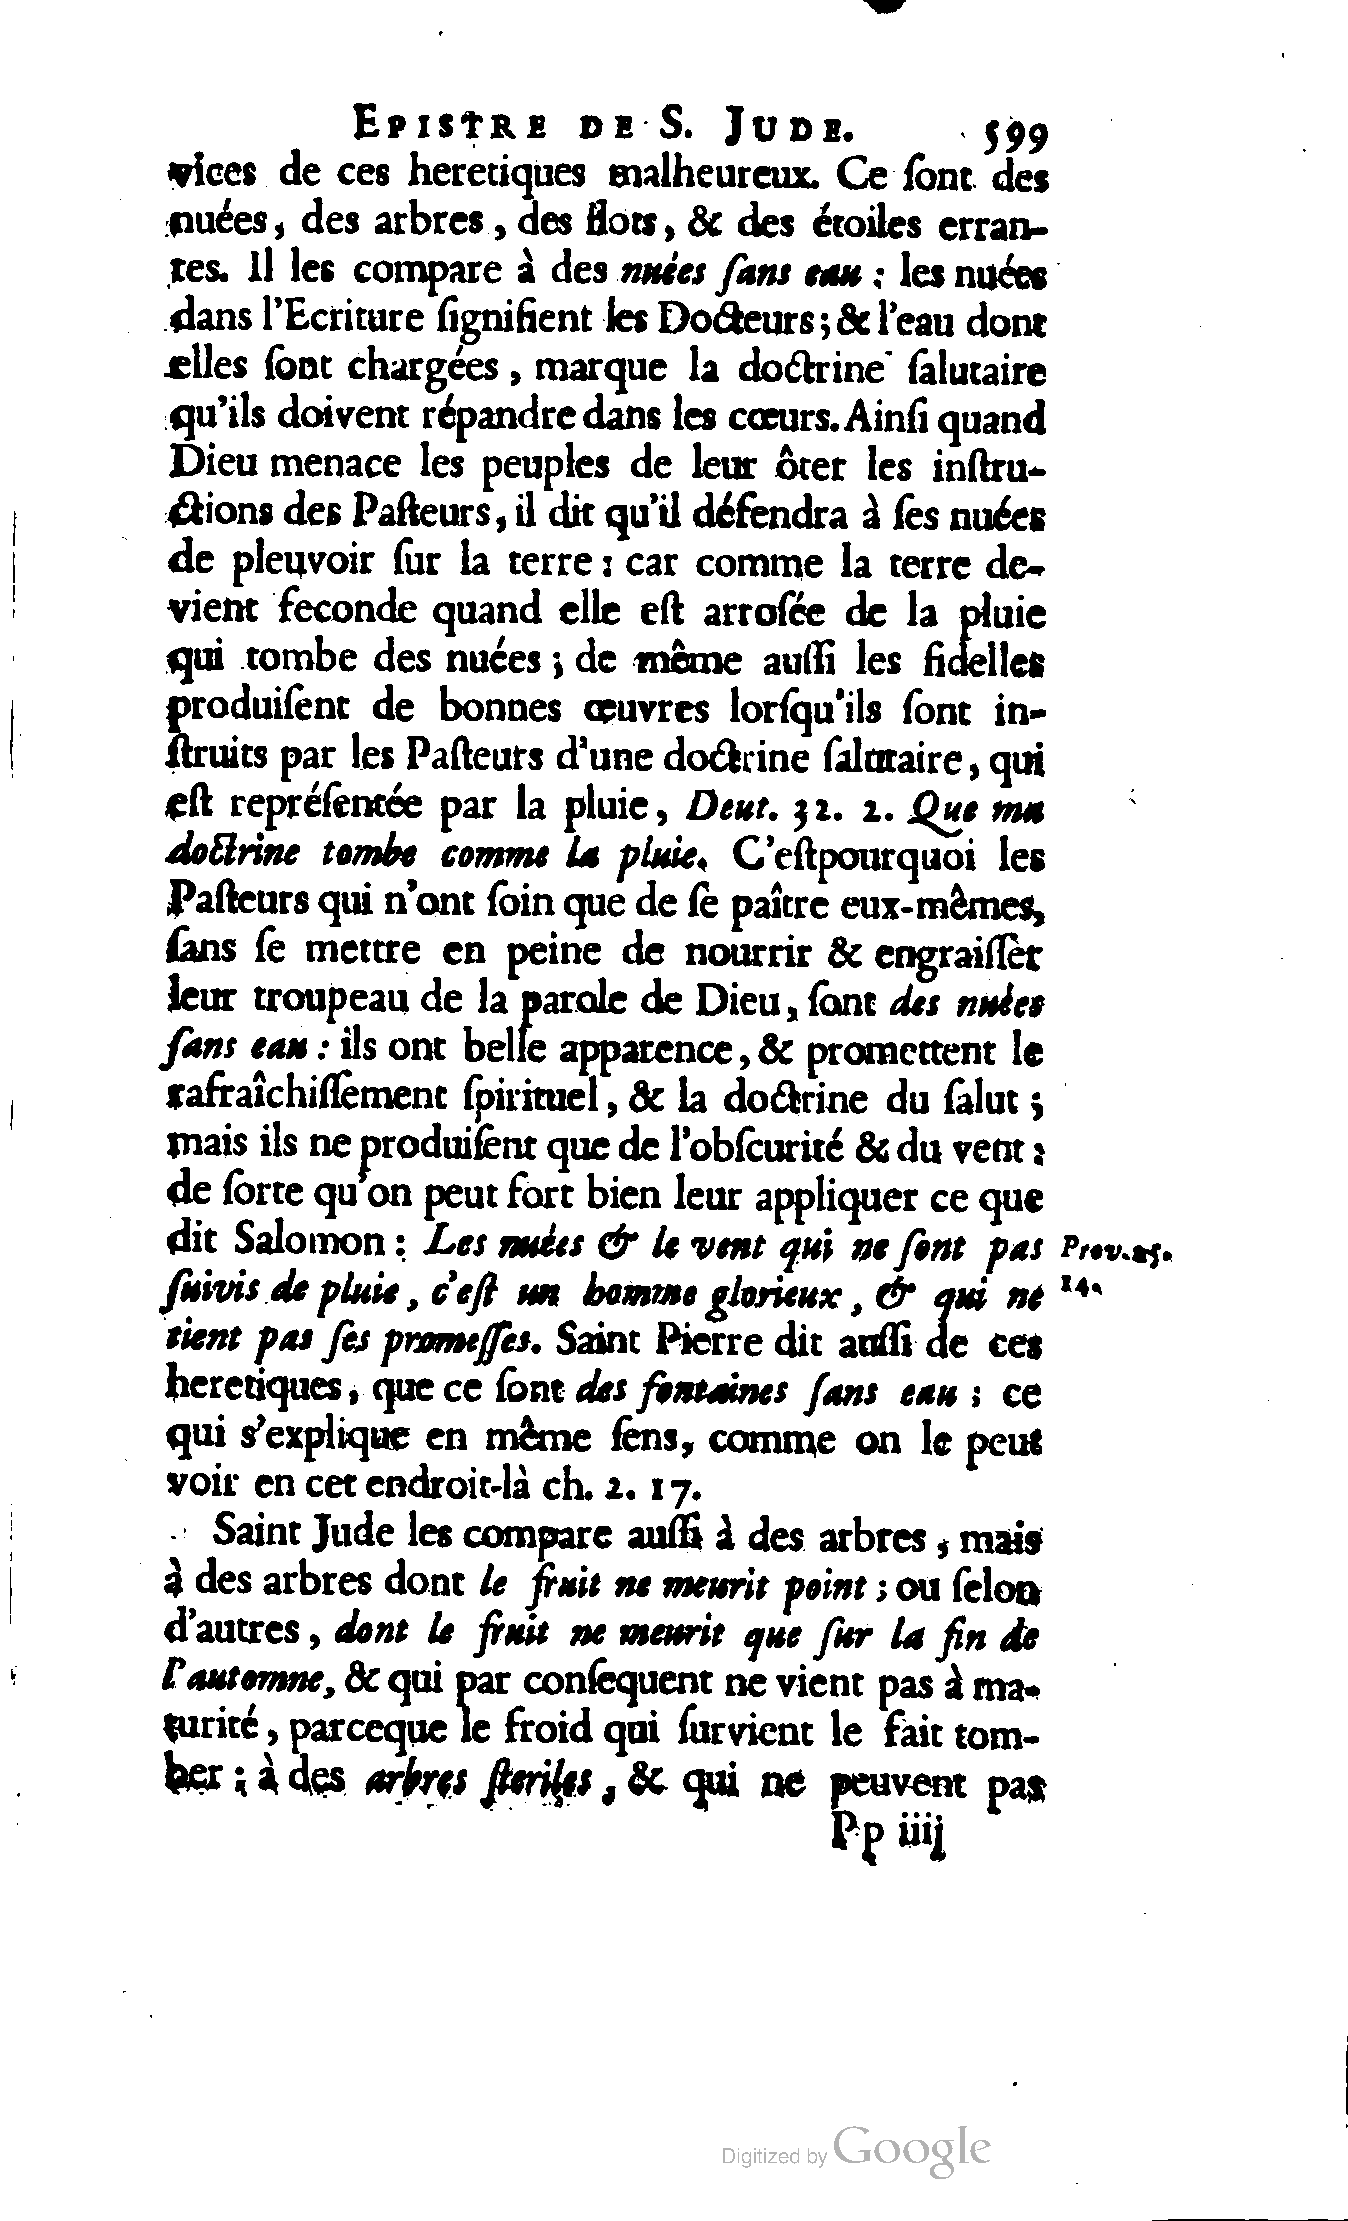 EPISTRE DE S. JUDE. 599
vices de ces heretiques malheureux. Ce ſont des
nuées, des arbres, des flots, & des étoiles erran-
tes. Il les compare à des nuées ſans eau : les nuées
dans l'Ecriture ſignifient les Docteurs ; & l'eau dont
elles ſont chargées, marque la doctrine ſalutaire
qu'ils doivent répandre dans les cœurs. Ainſi quand
Dieu menace les peuples de leur ôter les inſtru-
ctions des Paſteurs, il dit qu'il défendra à ſes nuées
de pleuvoir ſur la terre : car comme la terre de-
vient feconde quand elle eſt arroſée de la pluie
qui tombe des nuées ; de même auſſi les fidelles
produiſent de bonnes œuvres lorſqu'ils ſont in-
ſtruits par les Paſteurs d'une doctrine ſalutaire, qui
eſt repréſentée par la pluie, Deut. 32. 2. Que ma
doctrine tombe comme la pluie. C'eſtpourquoi les
Paſteurs qui n'ont ſoin que de ſe paître eux-mêmes,
ſans ſe mettre en peine de nourrir & engraiſſer
leur troupeau de la parole de Dieu, ſont des nuées
ſans eau : ils ont belle apparence, & promettent le
rafraîchiſſement ſpirituel, & la doctrine du ſalut ;
mais ils ne produiſent que de l'obſcurité & du vent :
de ſorte qu'on peut fort bien leur appliquer ce que
dit Salomon : Les nuées & le vent qui ne ſont pas Prov. 25.
ſuivis de pluie, c'eſt un homme glorieux, & qui ne 14.
tient pas ſes promeſſes. Saint Pierre dit auſſi de ces
heretiques, que ce ſont des fontaines ſans eau ; ce
qui s'explique en même ſens, comme on le peut
voir en cet endroit-là ch. 2. 17.
Saint Jude les compare auſſi à des arbres, mais
à des arbres dont le fruit ne meurit point ; ou ſelon
d'autres, dont le fruit ne meurit que ſur la fin de
l'automne, & qui par conſequent ne vient pas à ma-
turité, parceque le froid qui ſurvient le fait tom-
ber ; à des arbres ſteriles, & qui ne peuvent pas
Pp iiij
Digitized by Google